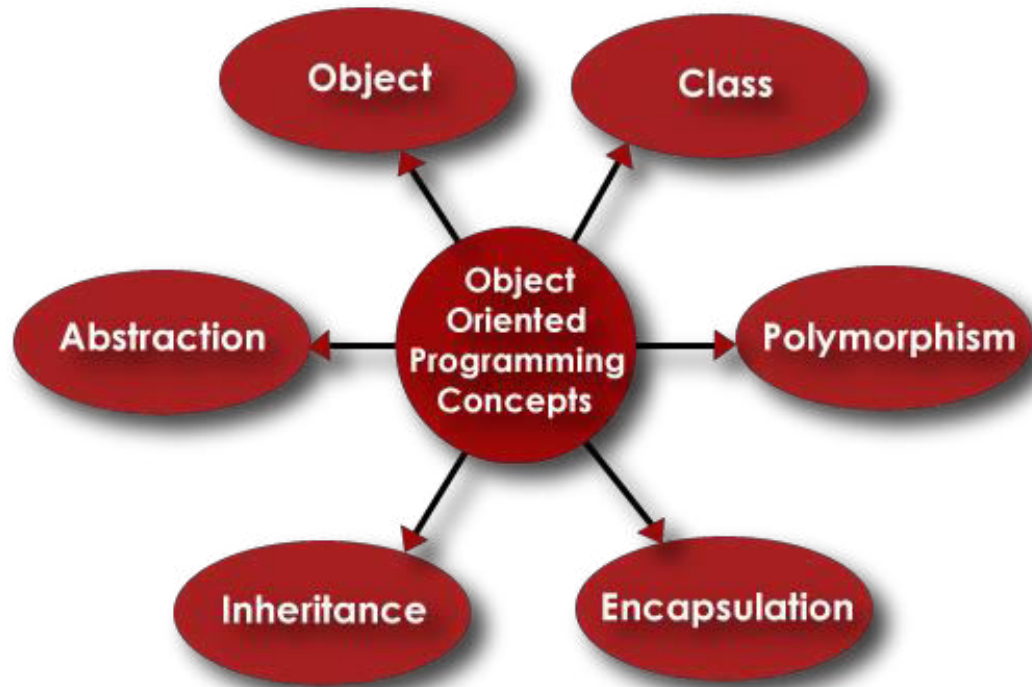 Object
Class
Object
Oriented
Programming
Concepts
Abstraction
Polymorphism
Inheritance
Encapsulation